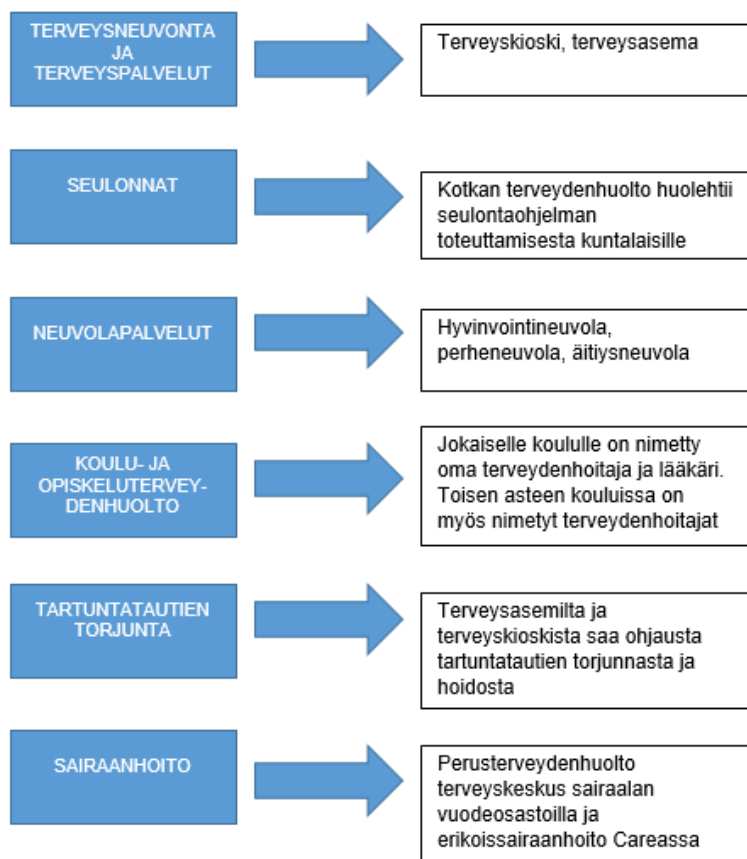 TERVEYSNEUVONTA
JA
TERVEYSPALVELUT
Terveyskioski, terveysasema
SEULONNAT
Kotkan terveydenhuolto huolehtii
seulontaohjelman
toteuttamisesta kuntalaisille
NEUVOLAPALVELUT
Hyvinvointineuvola,
perheneuvola, äitiysneuvola
KOULU- JA
OPISKELUTERVEY-
DENHUOLTO
Jokaiselle koululle on nimetty
oma terveydenhoitaja ja lääkäri.
Toisen asteen kouluissa on
myös nimetyt terveydenhoitajat
TARTUNTATAUTIEN
TORJUNTA
Terveysasemilta ja
terveyskioskista saa ohjausta
tartuntatautien torjunnasta ja
hoidosta
SAIRAANHOITO
Perusterveydenhuolto
terveyskeskus sairaalan
vuodeosastoilla ja
erikoissairaanhoito Careassa